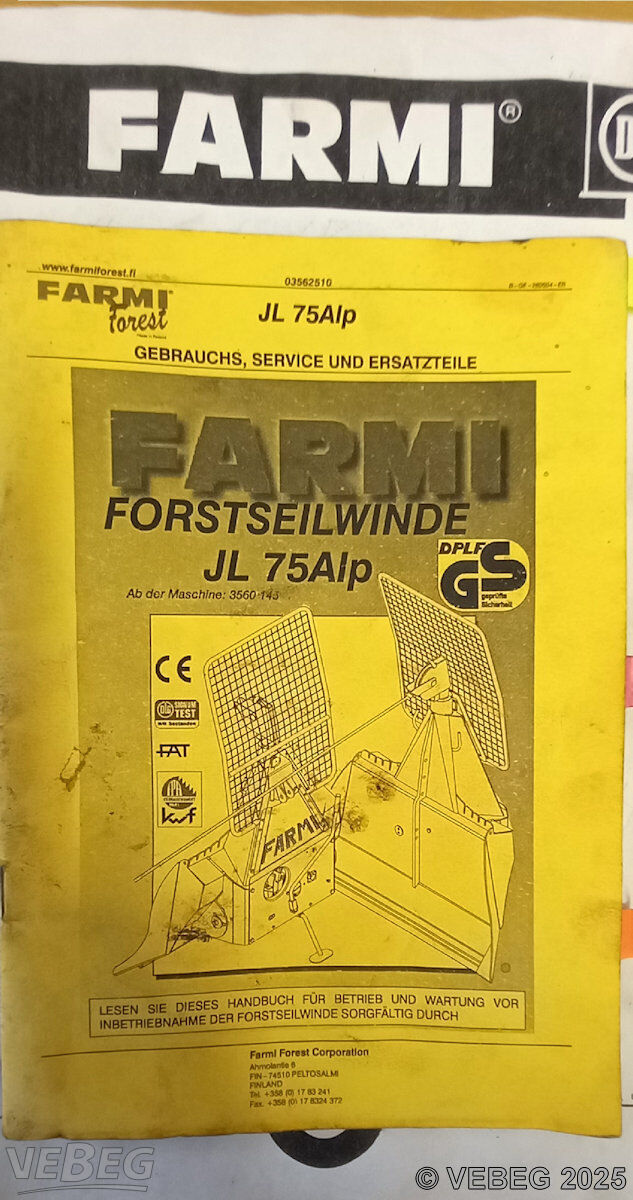 FARMI®
www.farmiforest.fi
03562510
FARMI
forest
JL 75Alp
GEBRAUCHS, SERVICE UND ERSATZTEILE
FARMI
FORSTSEILWINDE
JL 75Alp
Ab der Maschine: 3560 143
DPLF
GS
geprüfte
Sicherheit
CE
DLG
SIGNUM
TEST
FAT
kwf
FARMI
LESEN SIE DIESES HANDBUCH FÜR BETRIEB UND WARTUNG VOR
INBETRIEBNAHME DER FORSTSEILWINDE SORGFÄLTIG DURCH
Farmi Forest Corporation
Ahmolantie 6
FIN - 74510 PELTOSALMI
FINLAND
Tel. +358 (0) 17 83 241
Fax. +358 (0) 17 8324 372
VEBEG
© VEBEG 2025